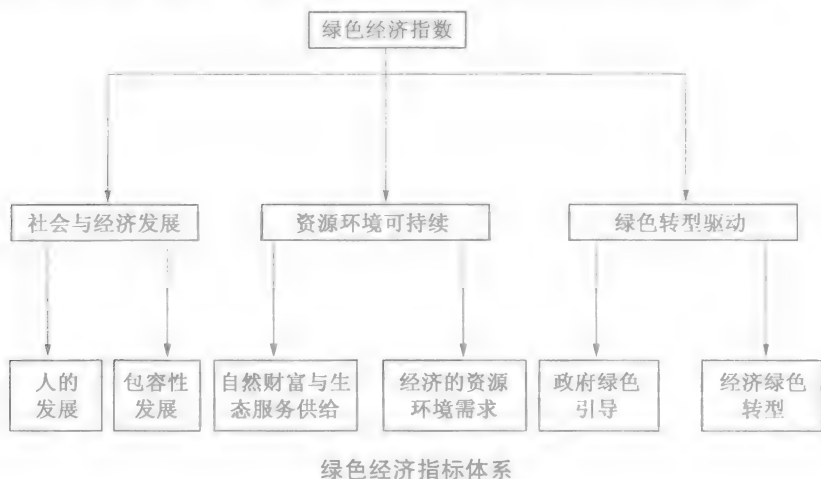 绿色经济指数
社会与经济发展
资源环境可持续
绿色转型驱动
人的
发展
包容性
发展
自然财富与生
态服务供给
经济的资源
环境需求
政府绿色
引导
经济绿色
转型
绿色经济指标体系